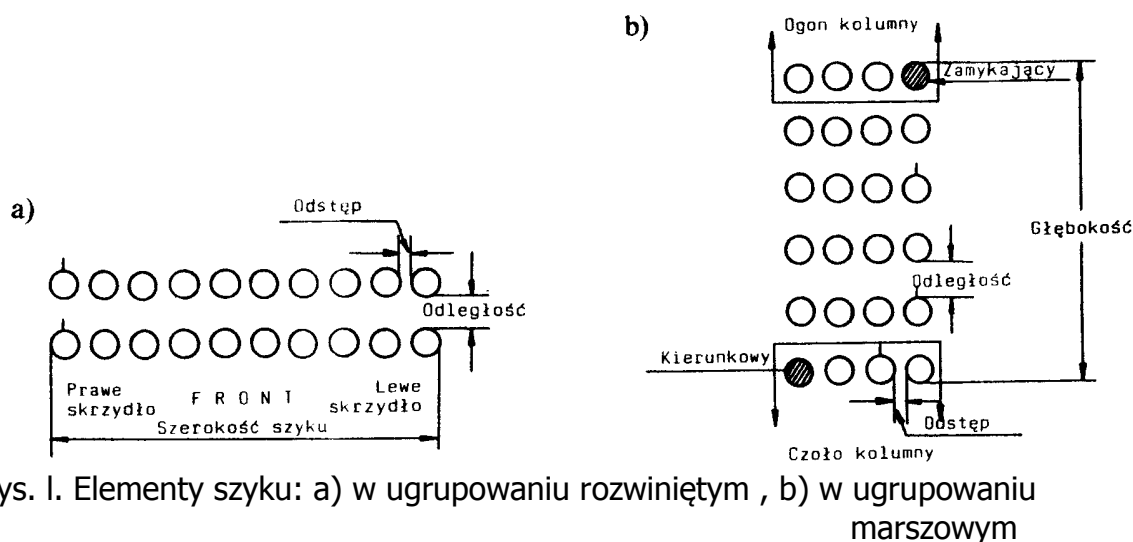 b)
Ogon kolumny
Zamykający
a)
Odstęp
Głębokość
Odległość
Odległość
Kierunkowy
Prawe
skrzydło
FRONT
Lewe
skrzydło
Szerokość szyku
Odstęp
Czoło kolumny
ys. l. Elementy szyku: a) w ugrupowaniu rozwiniętym , b) w ugrupowaniu
marszowym